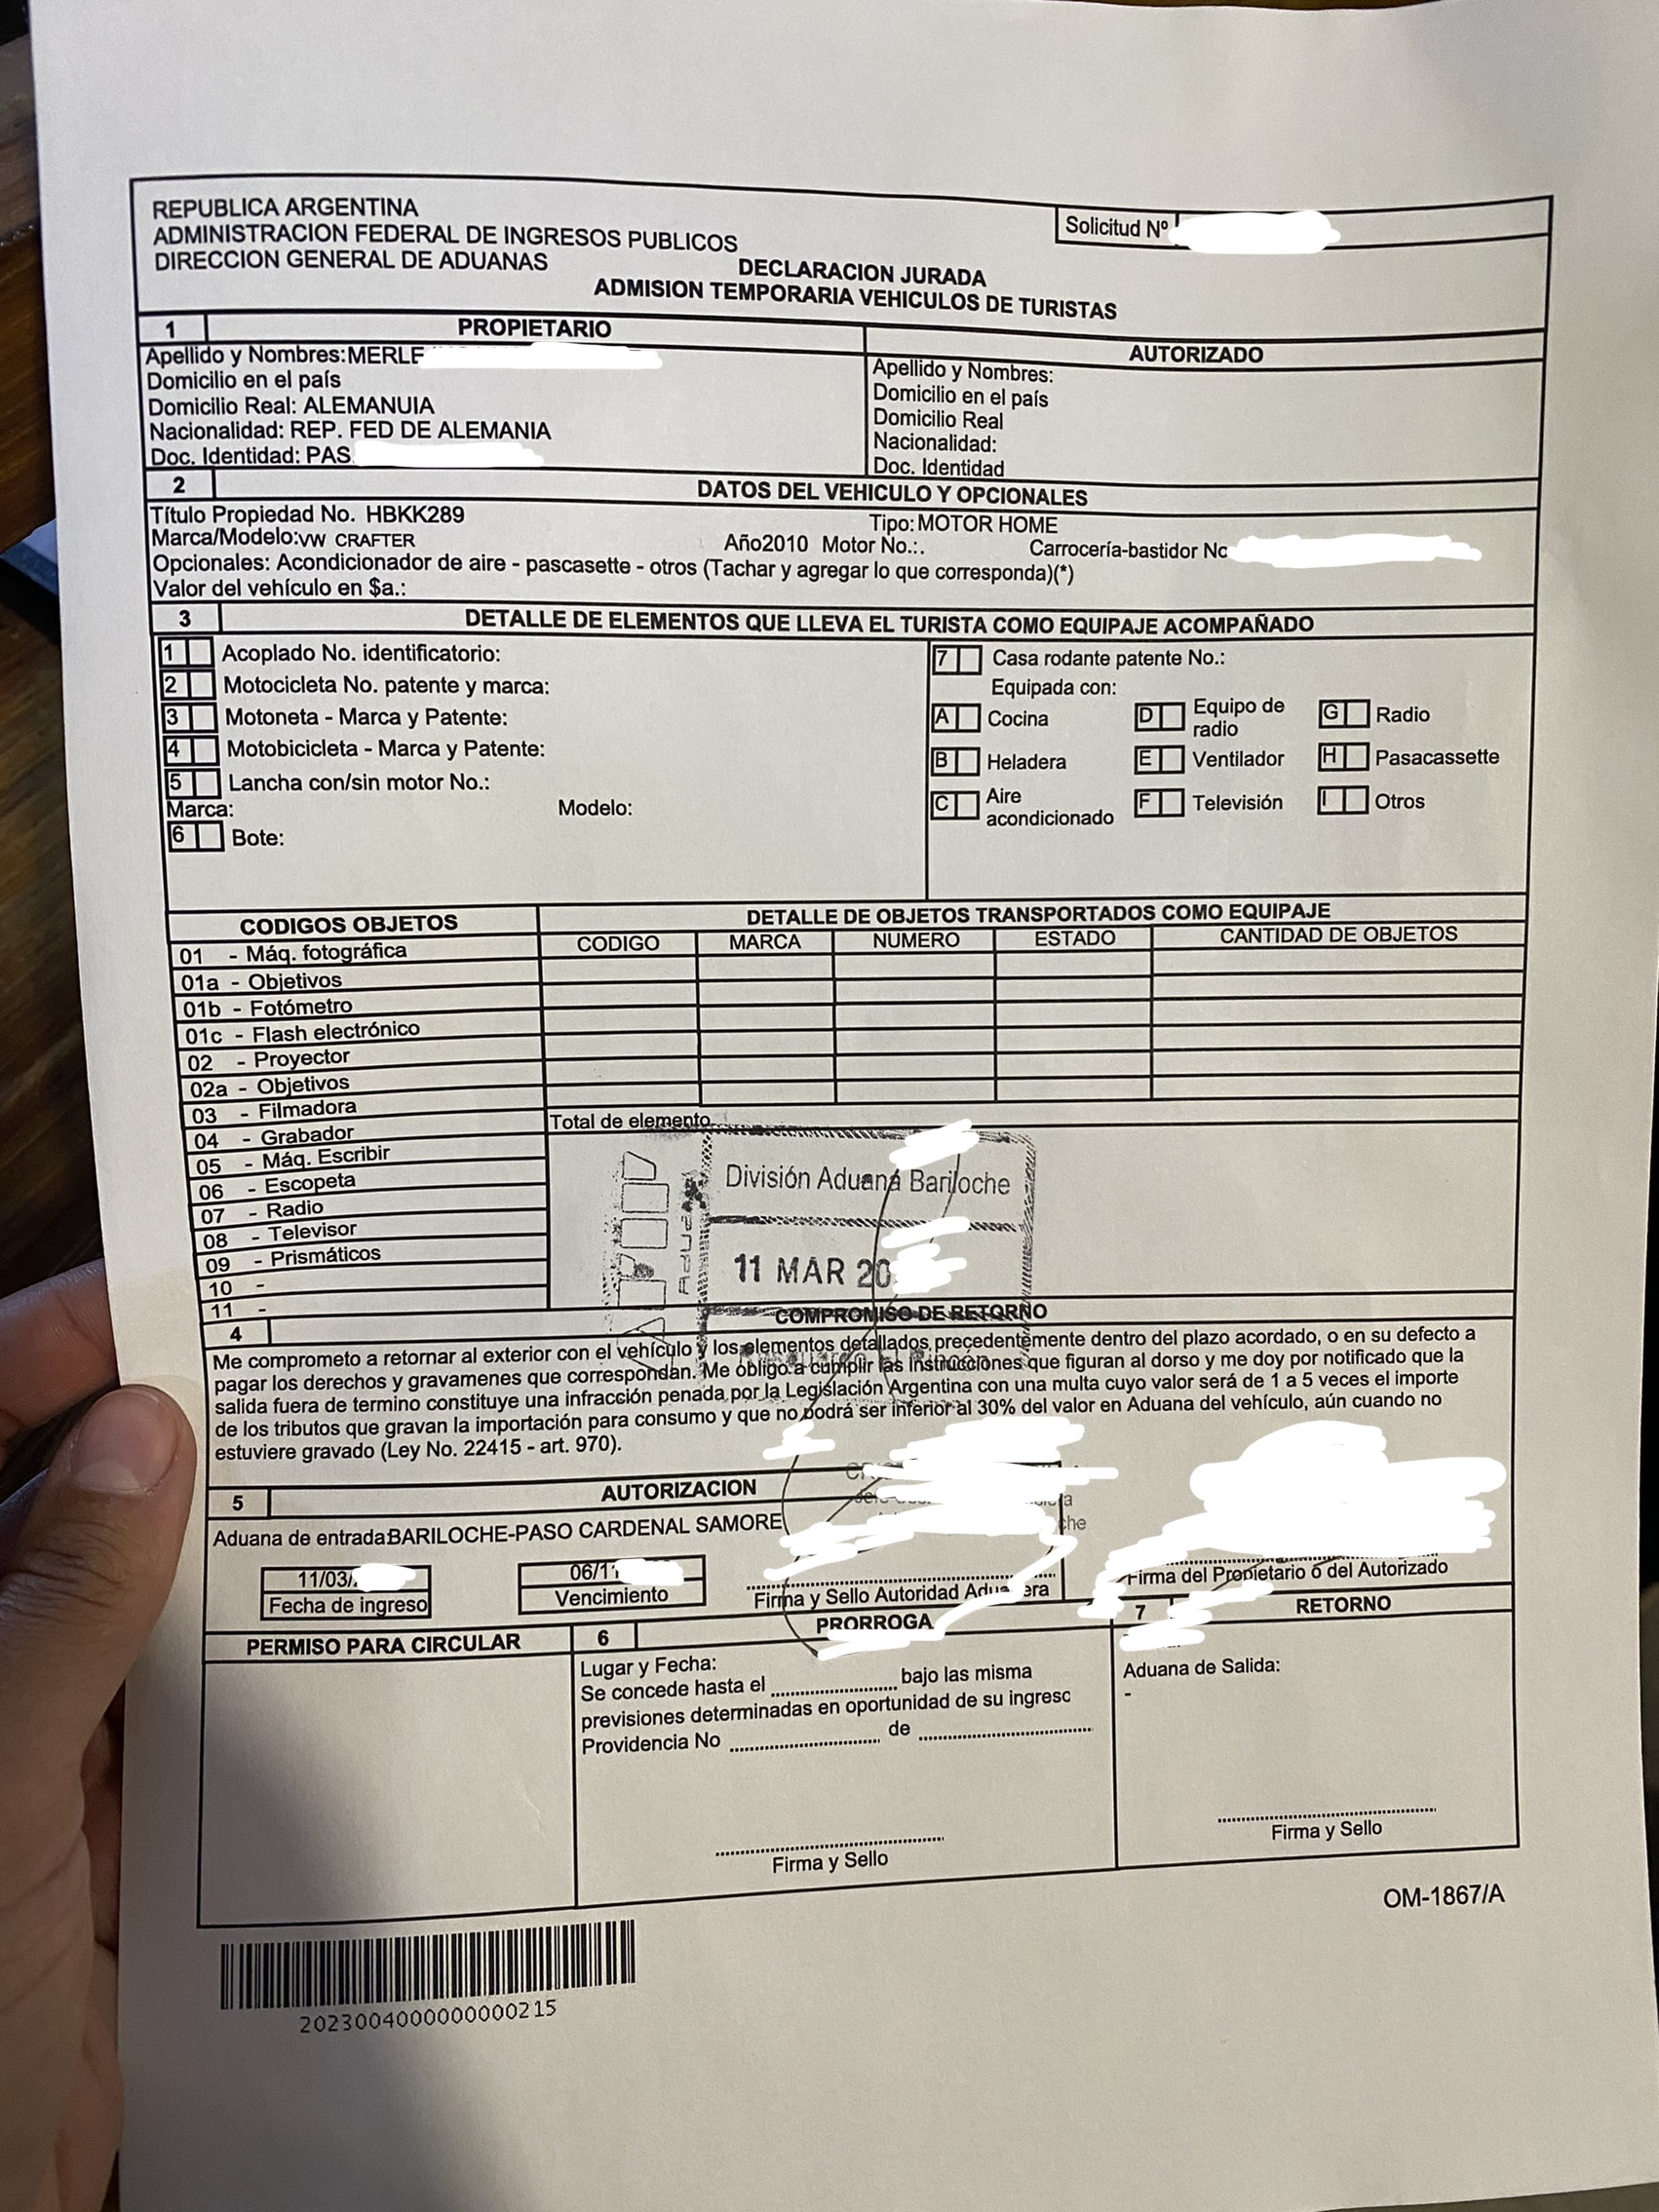 REPUBLICA ARGENTINA
ADMINISTRACION FEDERAL DE INGRESOS PUBLICOS
DIRECCION GENERAL DE ADUANAS
Solicitud Nº
DECLARACION JURADA
ADMISION TEMPORARIA VEHICULOS DE TURISTAS
1 PROPIETARIO
Apellido y Nombres:MERLE
Domicilio en el país
Domicilio Real: ALEMANUIA
Nacionalidad: REP. FED DE ALEMANIA
Doc. Identidad: PAS
AUTORIZADO
Apellido y Nombres:
Domicilio en el país
Domicilio Real
Nacionalidad:
Doc. Identidad
2 DATOS DEL VEHICULO Y OPCIONALES
Título Propiedad No. HBKK289 Tipo: MOTOR HOME
Marca/Modelo:VW CRAFTER Año2010 Motor No.:. Carrocería-bastidor No
Opcionales: Acondicionador de aire - pascasette - otros (Tachar y agregar lo que corresponda)(*)
Valor del vehículo en $a.:
3 DETALLE DE ELEMENTOS QUE LLEVA EL TURISTA COMO EQUIPAJE ACOMPAÑADO
1 Acoplado No. identificatorio:
2 Motocicleta No. patente y marca:
3 Motoneta - Marca y Patente:
4 Motobicicleta - Marca y Patente:
5 Lancha con/sin motor No.:
Marca: Modelo:
6 Bote:
7 Casa rodante patente No.:
Equipada con:
A Cocina D Equipo de radio G Radio
B Heladera E Ventilador H Pasacassette
C Aire acondicionado F Televisión I Otros
CODIGOS OBJETOS
01 - Máq. fotográfica
01a - Objetivos
01b - Fotómetro
01c - Flash electrónico
02 - Proyector
02a - Objetivos
03 - Filmadora
04 - Grabador
05 - Máq. Escribir
06 - Escopeta
07 - Radio
08 - Televisor
09 - Prismáticos
10 -
11 -
DETALLE DE OBJETOS TRANSPORTADOS COMO EQUIPAJE
CODIGO MARCA NUMERO ESTADO CANTIDAD DE OBJETOS
Total de elemento
División Aduana Bariloche
11 MAR 20
4 COMPROMISO DE RETORNO
Me comprometo a retornar al exterior con el vehículo y los elementos detallados precedentemente dentro del plazo acordado, o en su defecto a
pagar los derechos y gravamenes que correspondan. Me obligo a cumplir las instrucciones que figuran al dorso y me doy por notificado que la
salida fuera de termino constituye una infracción penada por la Legislación Argentina con una multa cuyo valor será de 1 a 5 veces el importe
de los tributos que gravan la importación para consumo y que no podrá ser inferior al 30% del valor en Aduana del vehículo, aún cuando no
estuviere gravado (Ley No. 22415 - art. 970).
5 AUTORIZACION
Aduana de entradaBARILOCHE-PASO CARDENAL SAMORE
11/03/
Fecha de ingreso
06/11
Vencimiento
Firma y Sello Autoridad Aduanera
Firma del Propietario ó del Autorizado
PERMISO PARA CIRCULAR
6 PRORROGA
Lugar y Fecha:
Se concede hasta el ........................ bajo las misma
previsiones determinadas en oportunidad de su ingreso
Providencia No ........................ de ........................
Firma y Sello
7 RETORNO
Aduana de Salida:
-
Firma y Sello
OM-1867/A
2023004000000000215